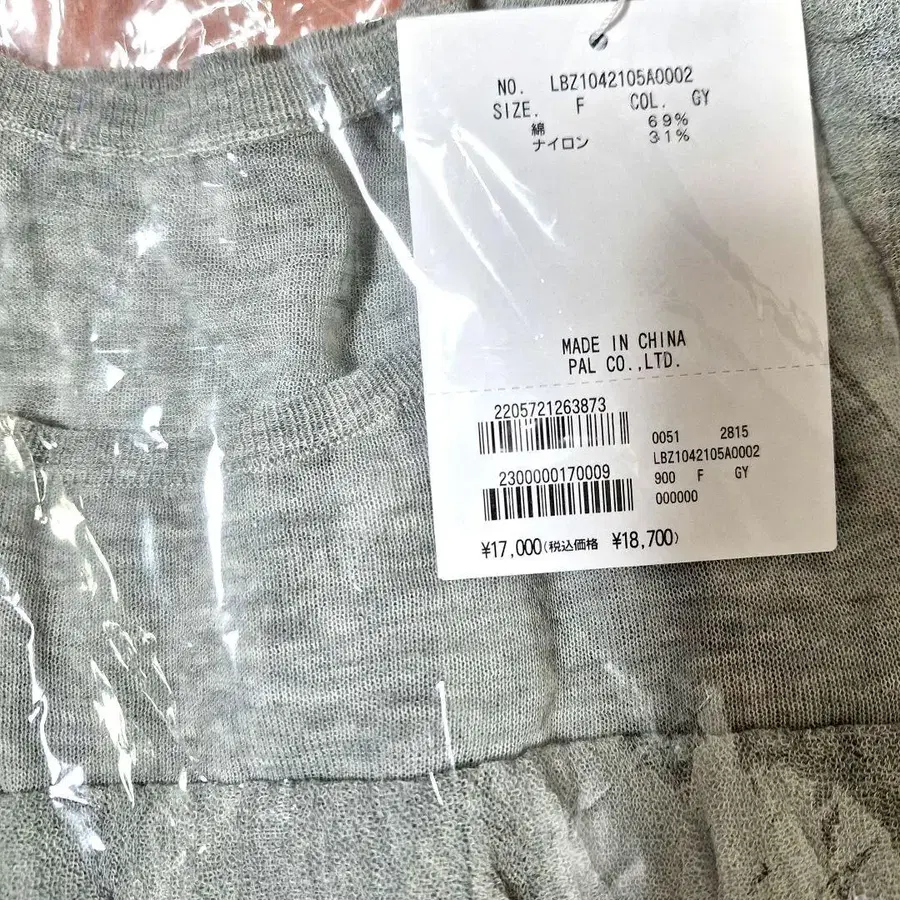 NO. LBZ1042105A0002
SIZE. F COL. GY
綿 69%
ナイロン 31%
MADE IN CHINA
PAL CO.,LTD.
2205721263873
2300000170009
0051 2815
LBZ1042105A0002
900 F GY
000000
¥17,000(税込価格 ¥18,700)